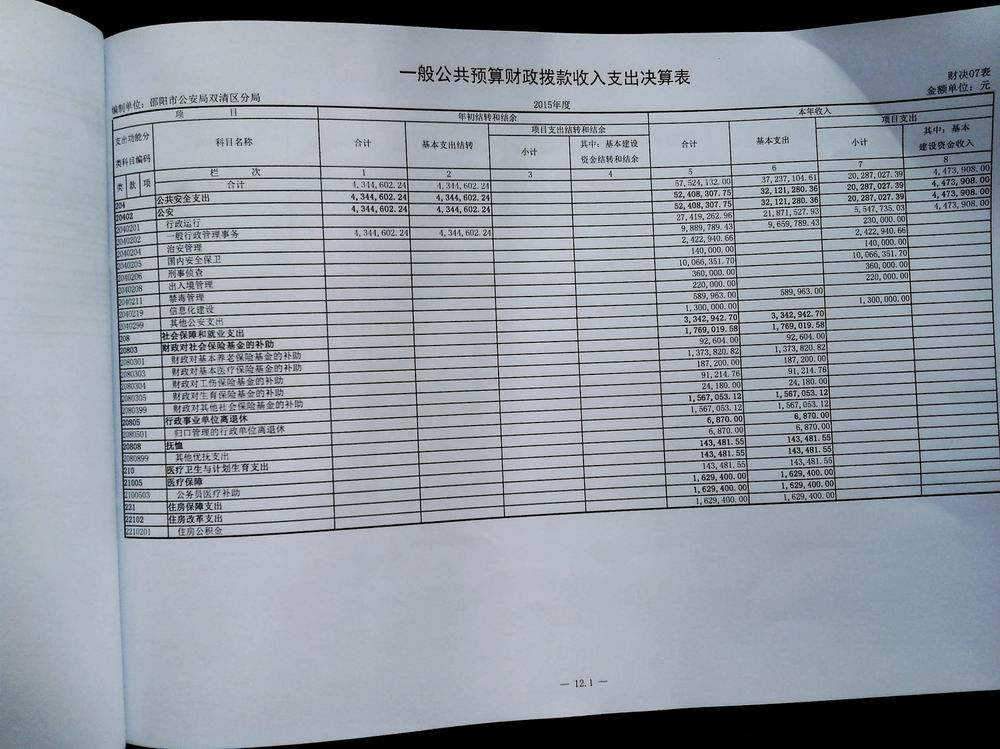 一般公共预算财政拨款收入支出决算表
财决07表
编制单位：邵阳市公安局双清区分局 2015年度 金额单位：元
项 目 年初结转和结余 本年收入
支出功能分类科目编码 科目名称 合计 基本支出结转 项目支出结转和结余 合计 基本支出 项目支出
小计 其中：基本建设资金结转和结余 小计 其中：基本建设资金收入
类 款 项 栏 次 1 2 3 4 5 6 7 8
合计 4,344,602.24 4,344,602.24 57,524,132.00 37,237,104.61 20,287,027.39 4,473,908.00
204 公共安全支出 4,344,602.24 4,344,602.24 52,408,307.75 32,121,280.36 20,287,027.39 4,473,908.00
20402 公安 4,344,602.24 4,344,602.24 52,408,307.75 32,121,280.36 20,287,027.39 4,473,908.00
2040201 行政运行 27,419,262.96 21,871,527.93 5,547,735.03 4,473,908.00
2040202 一般行政管理事务 4,344,602.24 4,344,602.24 9,889,789.43 9,659,789.43 230,000.00
2040204 治安管理 2,422,940.66 2,422,940.66
2040205 国内安全保卫 140,000.00 140,000.00
2040206 刑事侦查 10,066,351.70 10,066,351.70
2040208 出入境管理 360,000.00 360,000.00
2040211 禁毒管理 220,000.00 220,000.00
2040219 信息化建设 589,963.00 589,963.00
2040299 其他公安支出 1,300,000.00 1,300,000.00
208 社会保障和就业支出 3,342,942.70 3,342,942.70
20803 财政对社会保险基金的补助 1,769,019.58 1,769,019.58
2080301 财政对基本养老保险基金的补助 92,604.00 92,604.00
2080303 财政对基本医疗保险基金的补助 1,373,820.82 1,373,820.82
2080304 财政对工伤保险基金的补助 187,200.00 187,200.00
2080305 财政对生育保险基金的补助 91,214.76 91,214.76
2080399 财政对其他社会保险基金的补助 24,180.00 24,180.00
20805 行政事业单位离退休 1,567,053.12 1,567,053.12
2080501 归口管理的行政单位离退休 1,567,053.12 1,567,053.12
20808 抚恤 6,870.00 6,870.00
2080899 其他优抚支出 6,870.00 6,870.00
210 医疗卫生与计划生育支出 143,481.55 143,481.55
21005 医疗保障 143,481.55 143,481.55
2100503 公务员医疗补助 143,481.55 143,481.55
221 住房保障支出 1,629,400.00 1,629,400.00
22102 住房改革支出 1,629,400.00 1,629,400.00
2210201 住房公积金 1,629,400.00 1,629,400.00
— 12.1 —